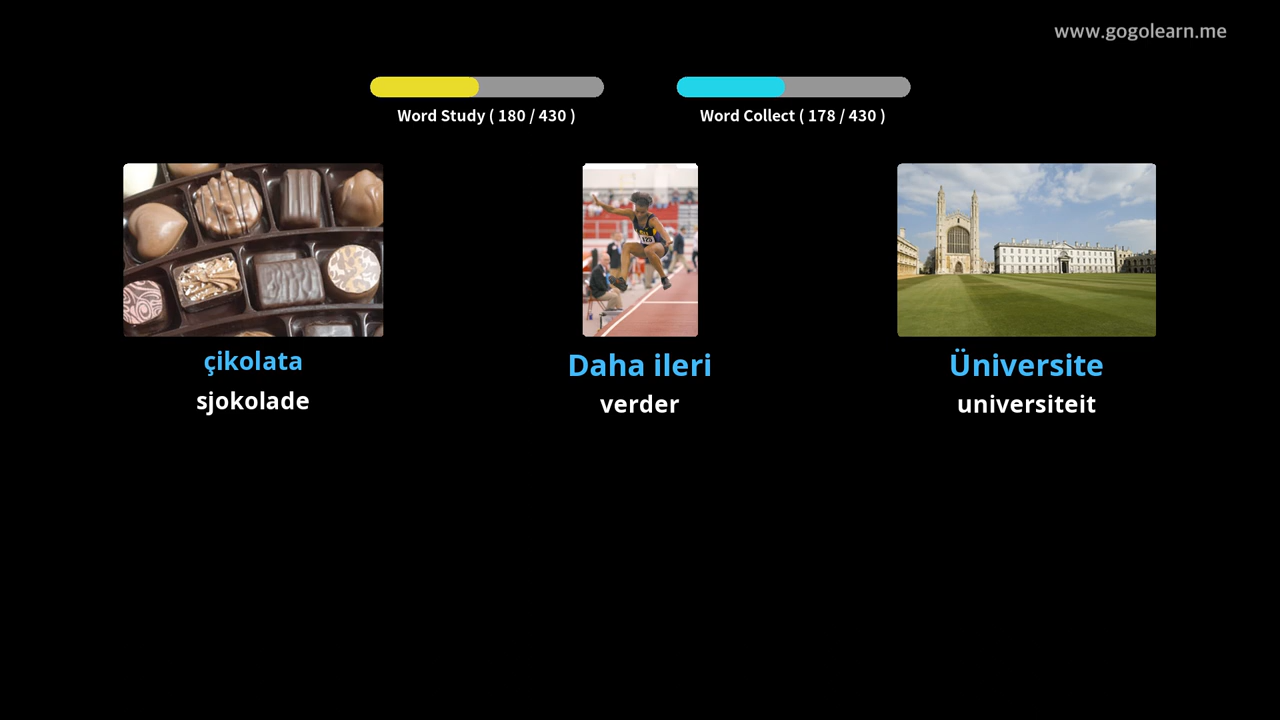 www.gogolearn.me
Word Study ( 180 / 430 )
Word Collect ( 178 / 430 )
çikolata
sjokolade
Daha ileri
verder
Üniversite
universiteit